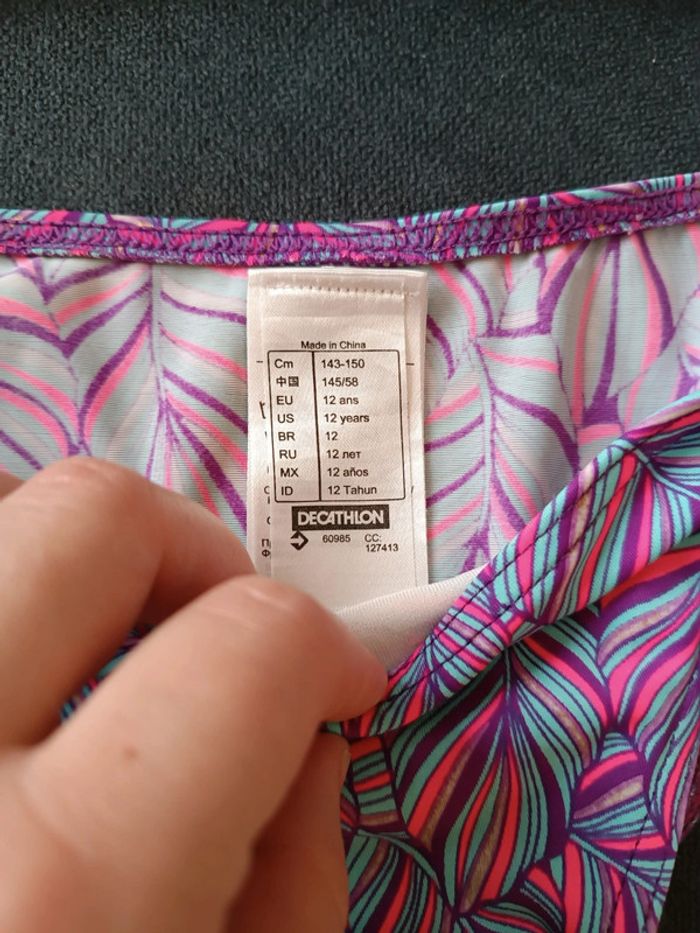 Made in China
Cm 143-150
中国 145/58
EU 12 ans
US 12 years
BR 12
RU 12 лет
MX 12 años
ID 12 Tahun
DECATHLON
60985 CC:
127413